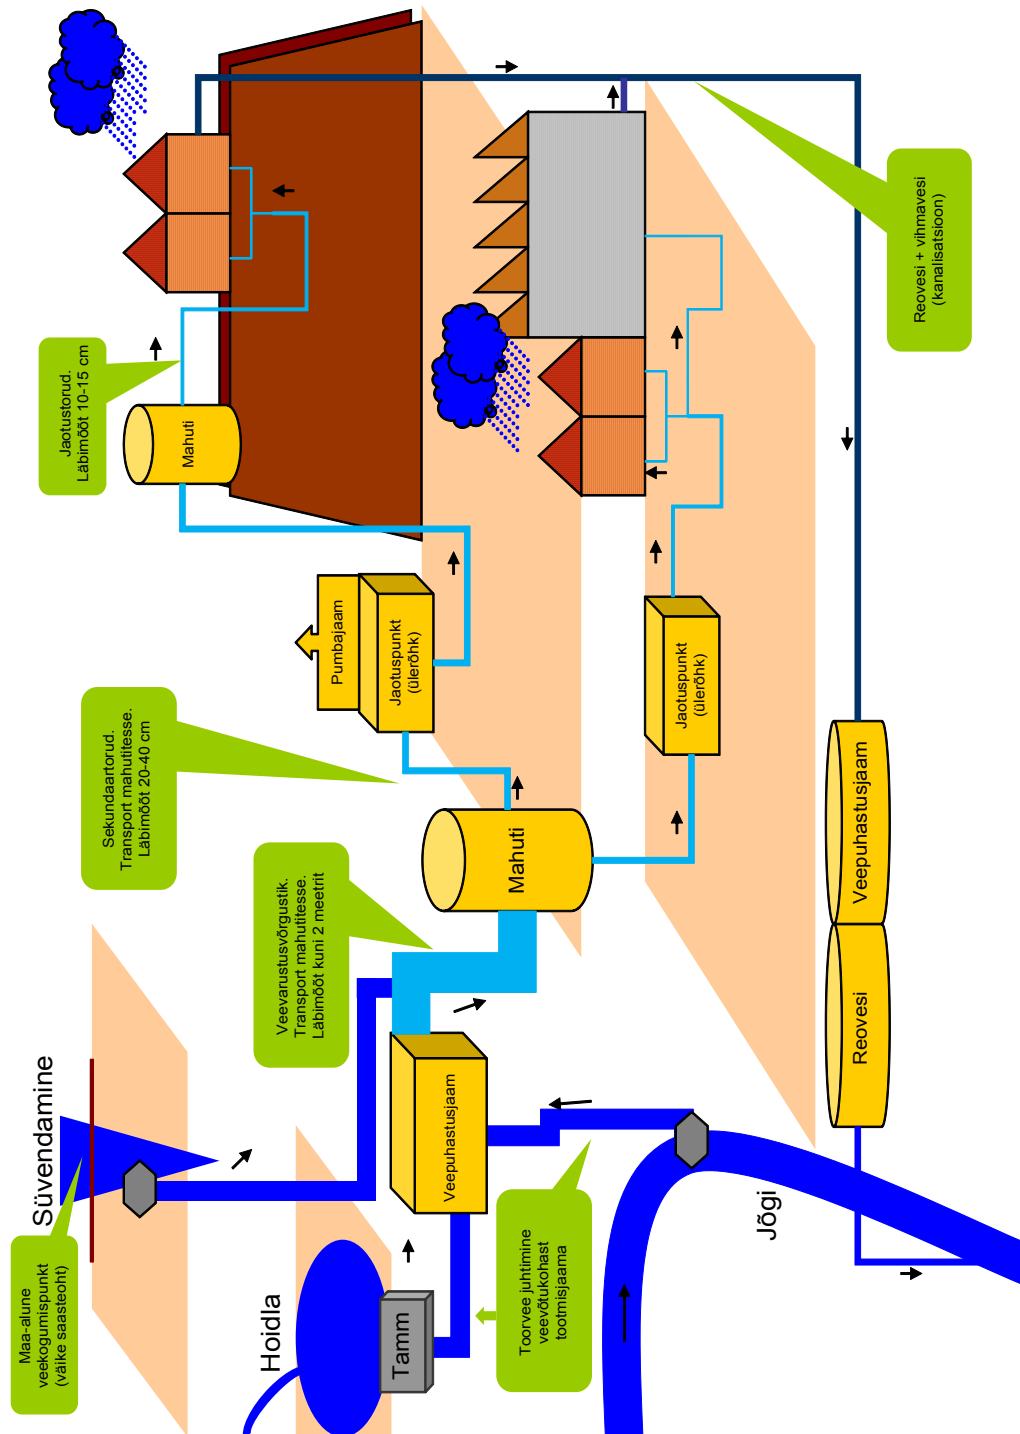 Maa-alune
veekogumispunkt
(väike saasteoht)
Süvendamine
Hoidla
Tamm
Toorvee juhtimine
veevõtukohast
tootmisjaama
Jõgi
Veepuhastusjaam
Veevarustusvõrgustik.
Transport mahutitesse.
Läbimõõt kuni 2 meetrit
Sekundaartorud.
Transport mahutitesse.
Läbimõõt 20-40 cm
Mahuti
Pumbajaam
Jaotuspunkt
(ülerõhk)
Jaotuspunkt
(ülerõhk)
Jaotustorud.
Läbimõõt 10-15 cm
Mahuti
Reovesi + vihmavesi
(kanalisatsioon)
Reovesi
Veepuhastusjaam